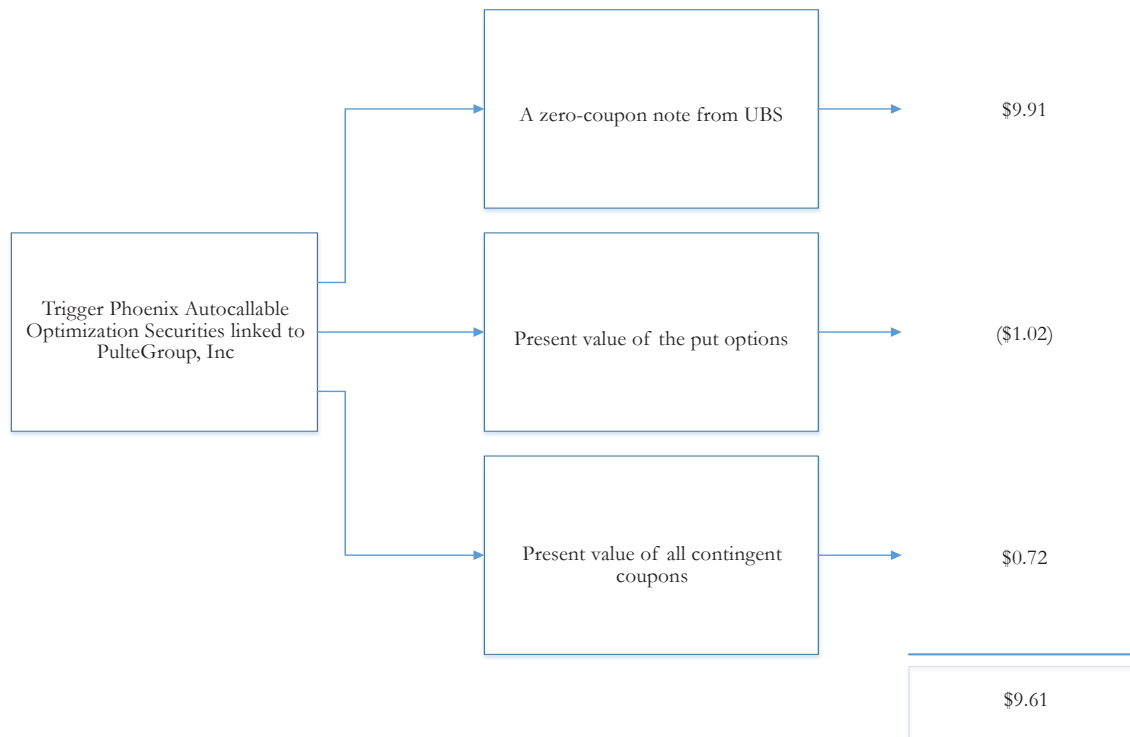 A zero-coupon note from UBS
$9.91
Trigger Phoenix Autocallable
Optimization Securities linked to
PulteGroup, Inc
Present value of the put options
($1.02)
Present value of all contingent
coupons
$0.72
$9.61